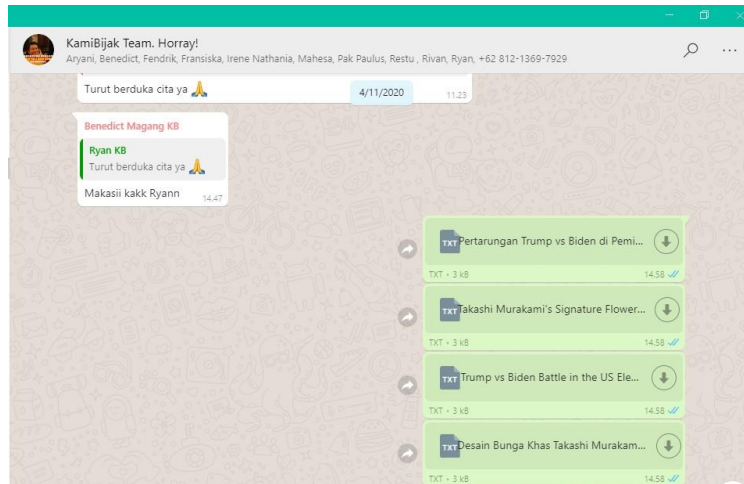 KamiBijak Team. Horray!
Aryani, Benedict, Fendrik, Fransiska, Irene Nathania, Mahesa, Pak Paulus, Restu , Rivan, Ryan, +62 812-1369-7929
Turut berduka cita ya 🙏
11.23
4/11/2020
Benedict Magang KB
Ryan KB
Turut berduka cita ya 🙏
Makasii kakk Ryann
14.47
TXT Pertarungan Trump vs Biden di Pemi...
TXT • 3 kB 14.58
TXT Takashi Murakami's Signature Flower...
TXT • 3 kB 14.58
TXT Trump vs Biden Battle in the US Ele...
TXT • 3 kB 14.58
TXT Desain Bunga Khas Takashi Murakam...
TXT • 3 kB 14.58